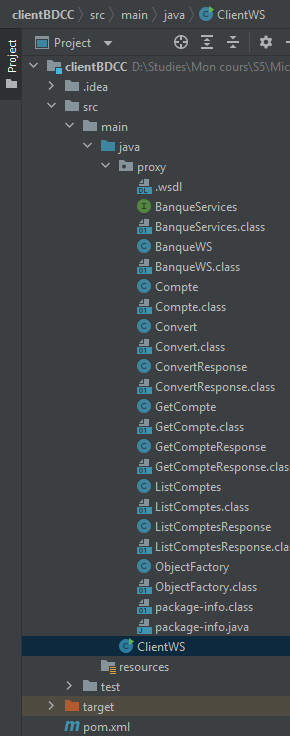 clientBDCC src main java ClientWS
Project
Project
clientBDCC D:\Studies\Mon cours\S5\Mic
.idea
src
main
java
proxy
.wsdl
BanqueServices
BanqueServices.class
BanqueWS
BanqueWS.class
Compte
Compte.class
Convert
Convert.class
ConvertResponse
ConvertResponse.class
GetCompte
GetCompte.class
GetCompteResponse
GetCompteResponse.clas
ListComptes
ListComptes.class
ListComptesResponse
ListComptesResponse.cla
ObjectFactory
ObjectFactory.class
package-info.class
package-info.java
ClientWS
resources
test
target
pom.xml